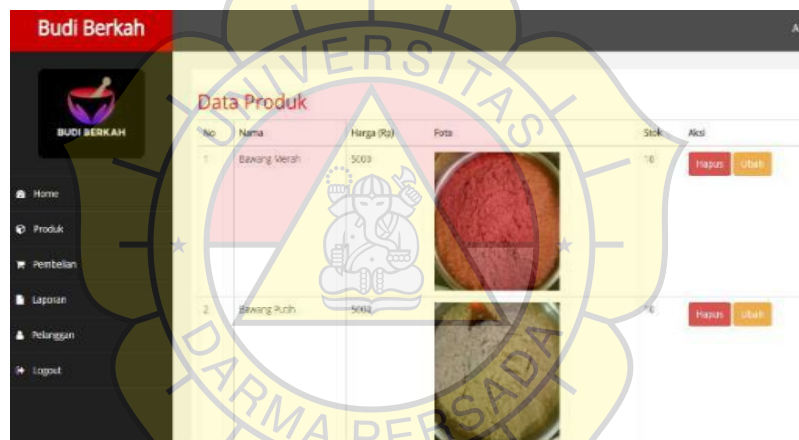 Budi Berkah
A
BUDI BERKAH
Home
Produk
Pembelian
Laporan
Pelanggan
Logout
Data Produk
No Nama Harga (Rp) Foto Stok Aksi
1 Bawang Merah 5000 10 Hapus Ubah
2 Bawang Putih 5000 10 Hapus Ubah
UNIVERSITAS
DARMA PERSADA